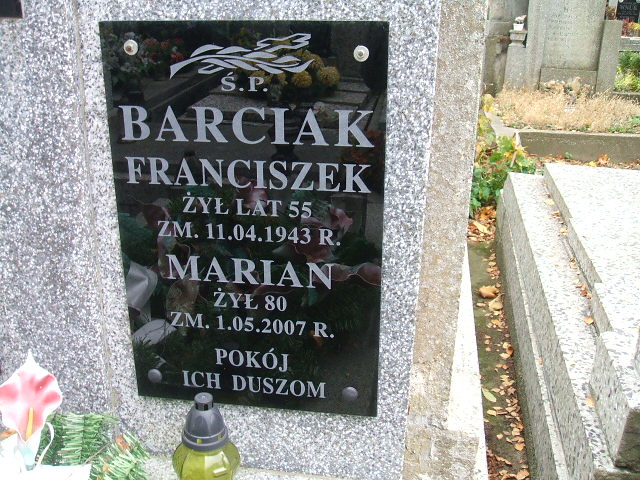 Ś.P.
BARCIAK
FRANCISZEK
ŻYŁ LAT 55
ZM. 11.04.1943 R.
MARIAN
ŻYŁ 80
ZM. 1.05.2007 R.
POKÓJ
ICH DUSZOM